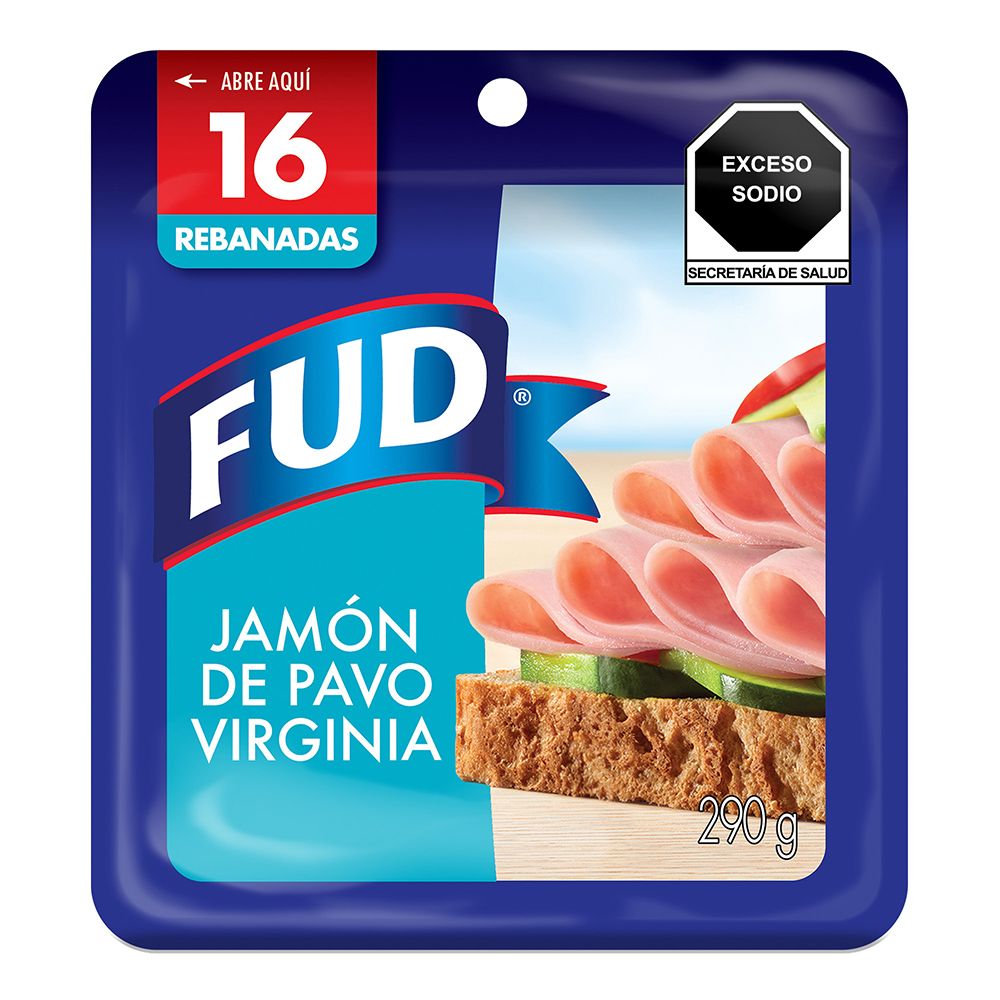 ← ABRE AQUÍ
16
REBANADAS
EXCESO
SODIO
SECRETARÍA DE SALUD
FUD®
JAMÓN
DE PAVO
VIRGINIA
290 g